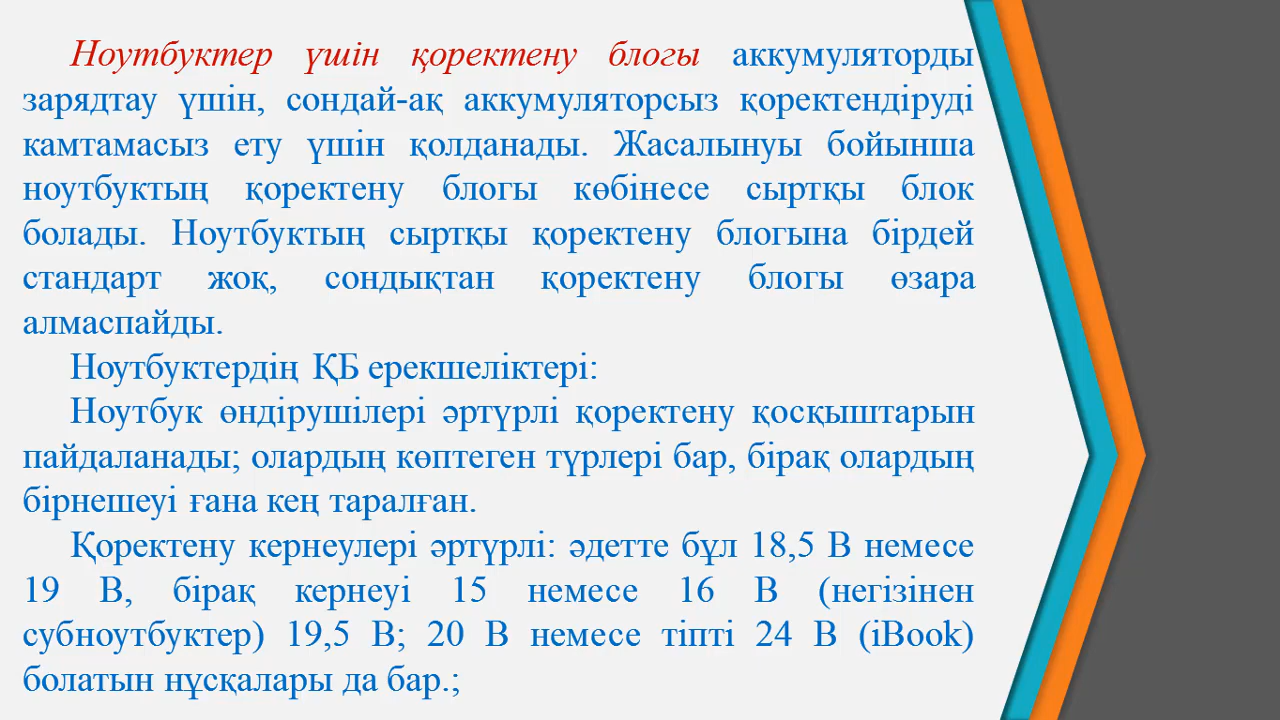 Ноутбуктер үшін қоректену блогы аккумуляторды
зарядтау үшін, сондай-ақ аккумуляторсыз қоректендіруді
камтамасыз ету үшін қолданады. Жасалынуы бойынша
ноутбуктың қоректену блогы көбінесе сыртқы блок
болады. Ноутбуктың сыртқы қоректену блогына бірдей
стандарт жоқ, сондықтан қоректену блогы өзара
алмаспайды.
Ноутбуктердің ҚБ ерекшеліктері:
Ноутбук өндірушілері әртүрлі қоректену қосқыштарын
пайдаланады; олардың көптеген түрлері бар, бірақ олардың
бірнешеуі ғана кең таралған.
Қоректену кернеулері әртүрлі: әдетте бұл 18,5 В немесе
19 В, бірақ кернеуі 15 немесе 16 В (негізінен
субноутбуктер) 19,5 В; 20 В немесе тіпті 24 В (iBook)
болатын нұсқалары да бар.;